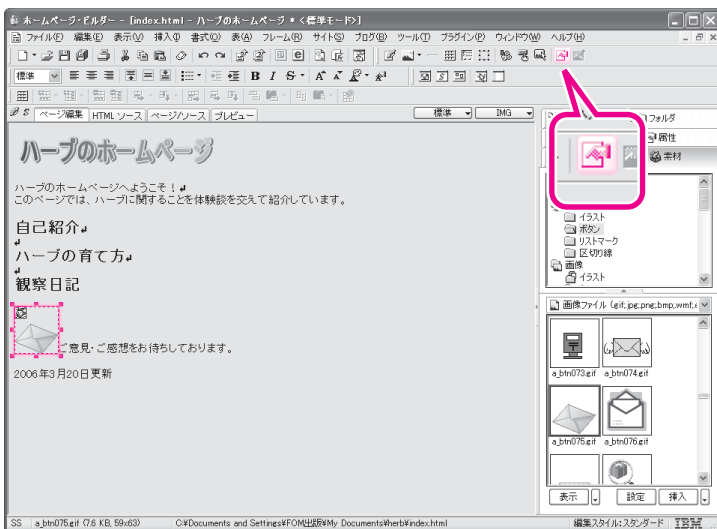 ホームページ・ビルダー - [index.html - ハーブのホームページ * <標準モード>]
ファイル(F) 編集(E) 表示(V) 挿入(I) 書式(O) 表(A) フレーム(R) サイト(S) ブログ(B) ツール(T) プラグイン(P) ウィンドウ(W) ヘルプ(H)
標準
B I S A A
ページ編集 HTML ソース ページ/ソース プレビュー 標準 IMG
フォルダ
属性
素材
ハーブのホームページ
ハーブのホームページへようこそ！
このページでは、ハーブに関することを体験談を交えて紹介しています。
自己紹介
ハーブの育て方
観察日記
ご意見・ご感想をお待ちしております。
2006年3月20日更新
イラスト
ボタン
リストマーク
区切り線
画像
イラスト
画像ファイル (gif;jpg;png;bmp;wmf;
a_btn073.gif a_btn074.gif
a_btn075.gif a_btn076.gif
表示 設定 挿入
SS a_btn075.gif (7.6 KB, 59x63) C:¥Documents and Settings¥FOM出版¥My Documents¥herb¥index.html 編集スタイル:スタンダード IBM